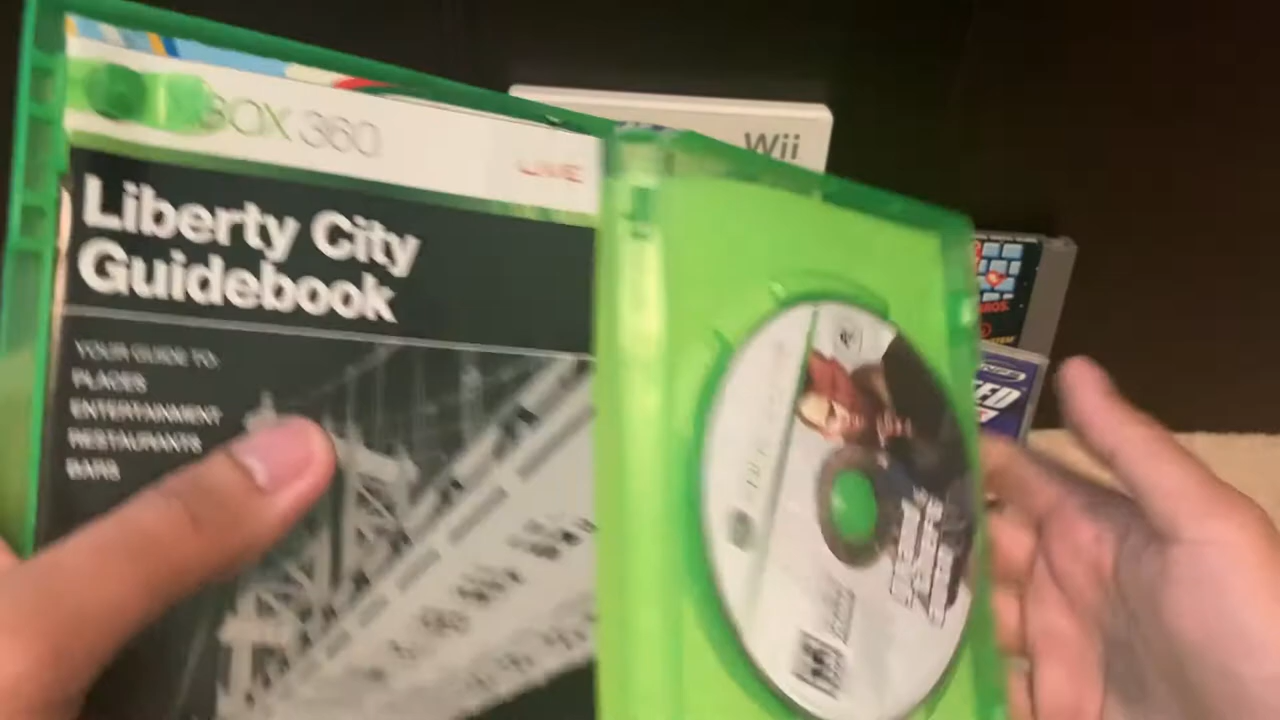 XBOX 360
LIVE
Wii
Liberty City
Guidebook
YOUR GUIDE TO:
PLACES
ENTERTAINMENT
RESTAURANTS
BARS